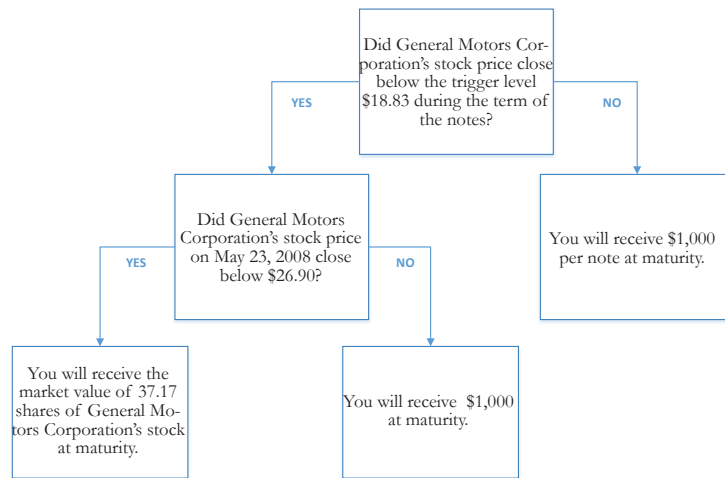 Did General Motors Cor-
poration's stock price close
below the trigger level
$18.83 during the term of
the notes?
YES
NO
Did General Motors
Corporation's stock price
on May 23, 2008 close
below $26.90?
You will receive $1,000
per note at maturity.
YES
NO
You will receive the
market value of 37.17
shares of General Mo-
tors Corporation's stock
at maturity.
You will receive $1,000
at maturity.